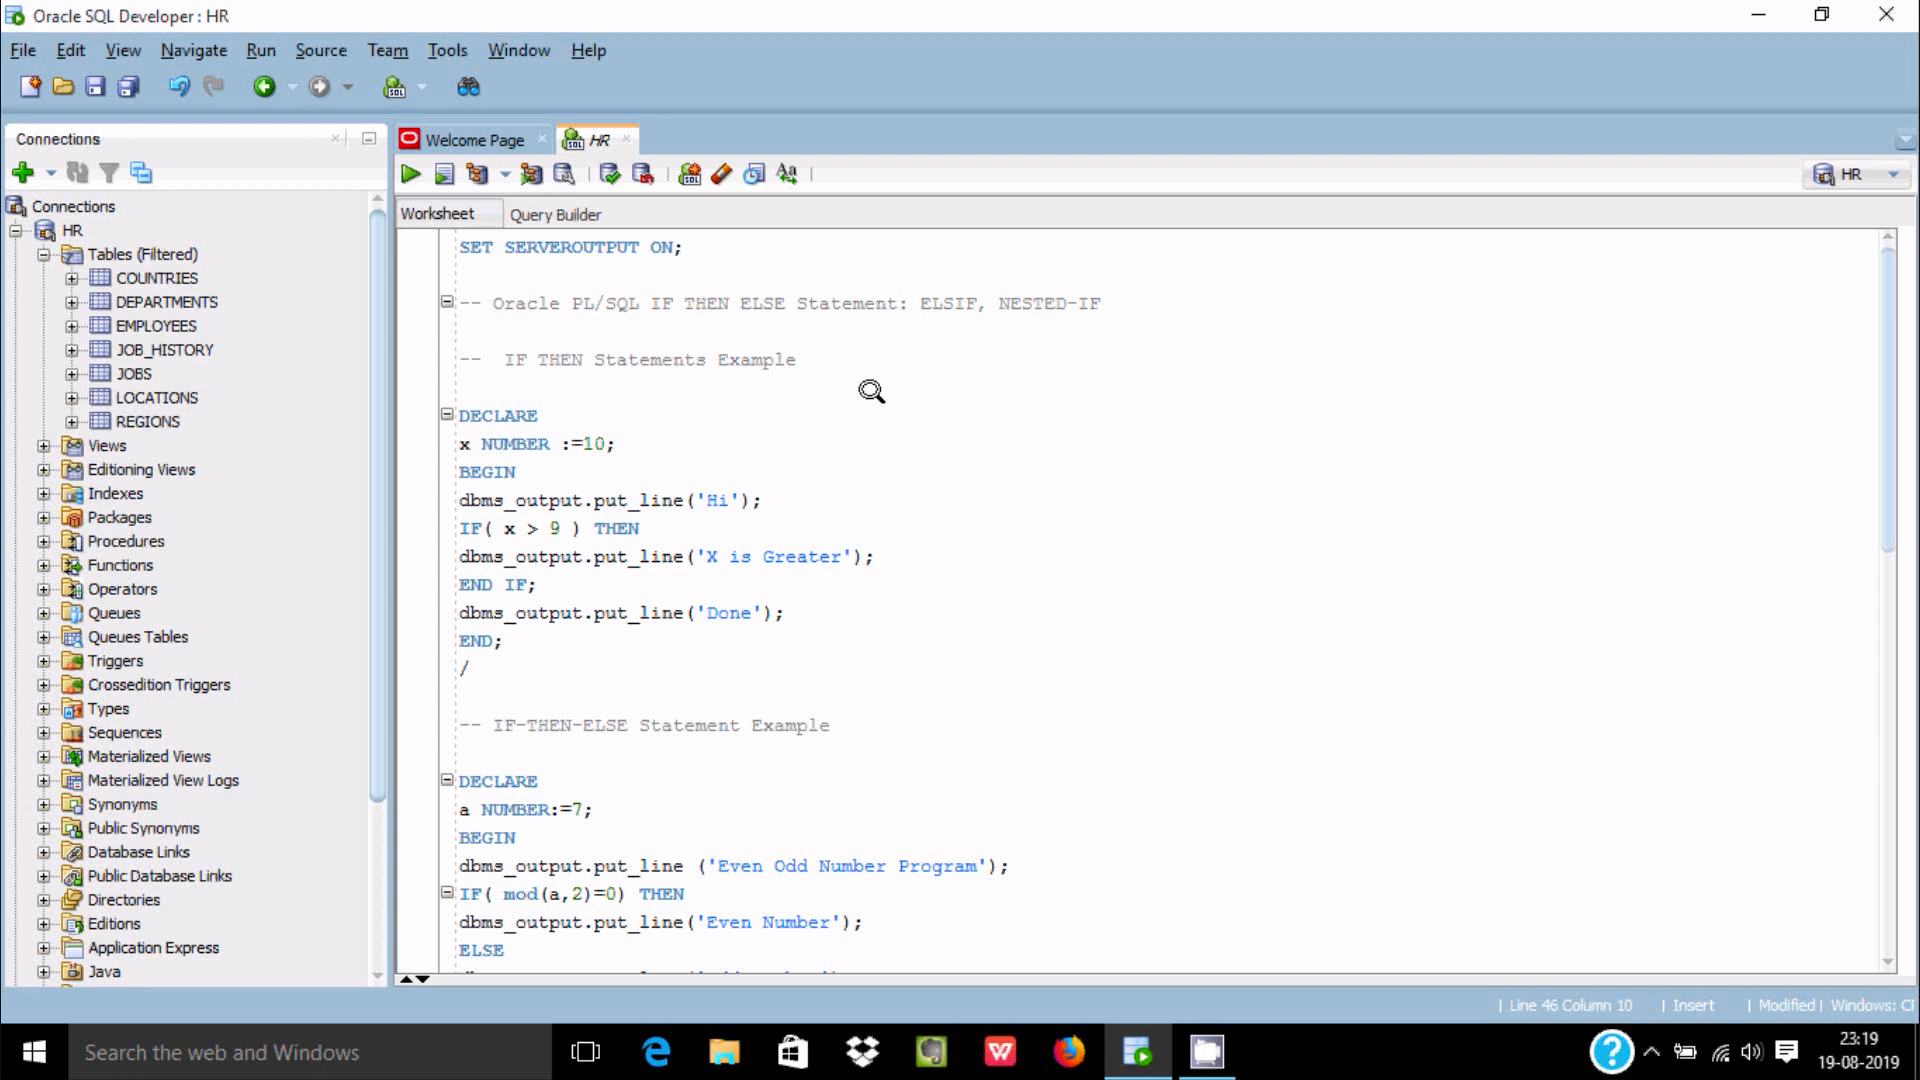 Oracle SQL Developer : HR
File Edit View Navigate Run Source Team Tools Window Help
Connections
Welcome Page
HR
HR
Worksheet
Query Builder
Connections
HR
Tables (Filtered)
COUNTRIES
DEPARTMENTS
EMPLOYEES
JOB_HISTORY
JOBS
LOCATIONS
REGIONS
Views
Editioning Views
Indexes
Packages
Procedures
Functions
Operators
Queues
Queues Tables
Triggers
Crossedition Triggers
Types
Sequences
Materialized Views
Materialized View Logs
Synonyms
Public Synonyms
Database Links
Public Database Links
Directories
Editions
Application Express
Java
SET SERVEROUTPUT ON;
-- Oracle PL/SQL IF THEN ELSE Statement: ELSIF, NESTED-IF
--  IF THEN Statements Example
DECLARE
x NUMBER :=10;
BEGIN
dbms_output.put_line('Hi');
IF( x > 9 ) THEN
dbms_output.put_line('X is Greater');
END IF;
dbms_output.put_line('Done');
END;
/
-- IF-THEN-ELSE Statement Example
DECLARE
a NUMBER:=7;
BEGIN
dbms_output.put_line ('Even Odd Number Program');
IF( mod(a,2)=0) THEN
dbms_output.put_line('Even Number');
ELSE
| Line 46 Column 10 | Insert | Modified | Windows: CF
Search the web and Windows
23:19
19-08-2019